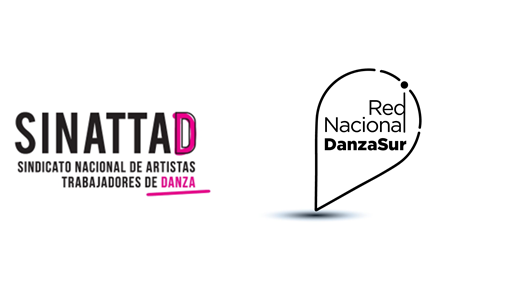 SINATTAD
SINDICATO NACIONAL DE ARTISTAS
TRABAJADORES DE DANZA
Red
Nacional
DanzaSur